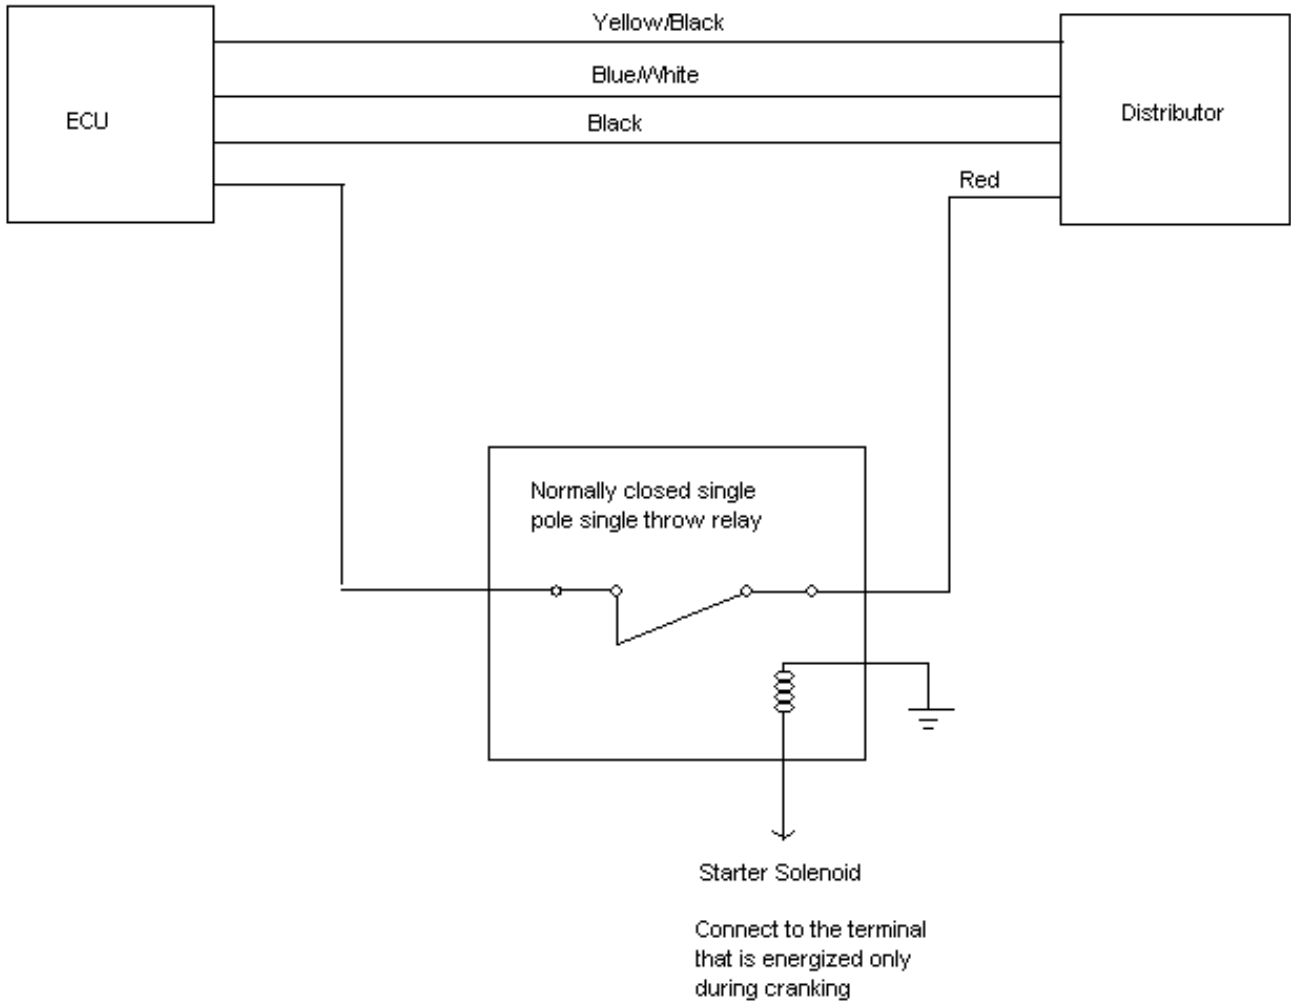 Yellow/Black
Blue/White
ECU
Black
Distributor
Red
Normally closed single
pole single throw relay
Starter Solenoid
Connect to the terminal
that is energized only
during cranking